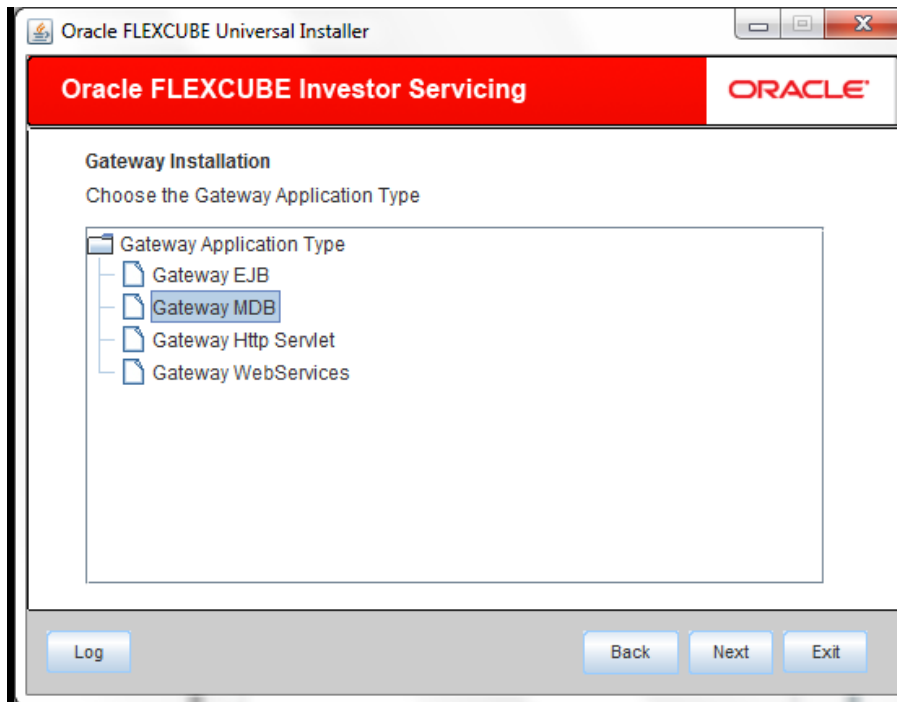 Oracle FLEXCUBE Universal Installer
Oracle FLEXCUBE Investor Servicing
ORACLE
Gateway Installation
Choose the Gateway Application Type
Gateway Application Type
Gateway EJB
Gateway MDB
Gateway Http Servlet
Gateway WebServices
Log Back Next Exit